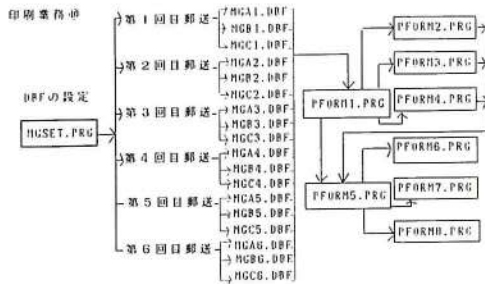 印刷業務
DBFの設定
MGSET.PRG
第1回目郵送
MGA1.DBF
MGB1.DBF
MGC1.DBF
第2回目郵送
MGA2.DBF
MGB2.DBF
MGC2.DBF
第3回目郵送
MGA3.DBF
MGB3.DBF
MGC3.DBF
第4回目郵送
MGA4.DBF
MGB4.DBF
MGC4.DBF
第5回目郵送
MGA5.DBF
MGB5.DBF
MGC5.DBF
第6回目郵送
MGA6.DBF
MGB6.DBF
MGC6.DBF
PFORM1.PRG
PFORM2.PRG
PFORM3.PRG
PFORM4.PRG
PFORM5.PRG
PFORM6.PRG
PFORM7.PRG
PFORM8.PRG